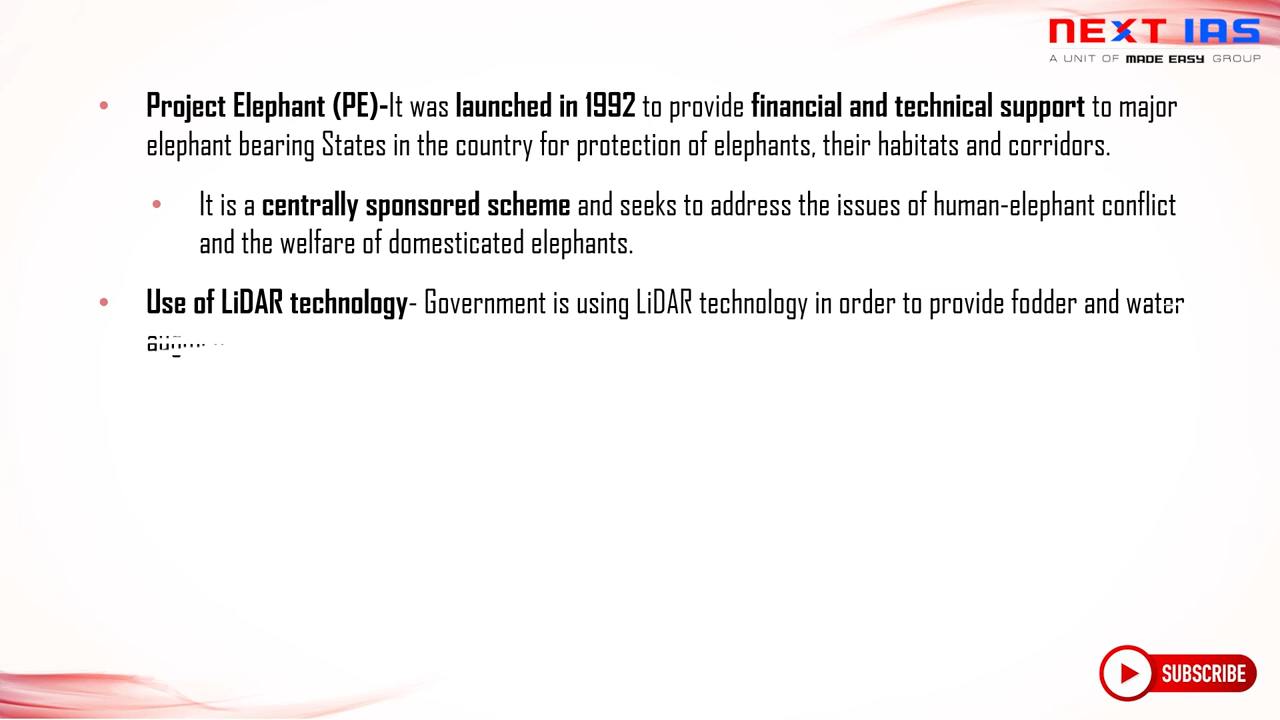 NEXT IAS
A UNIT OF MADE EASY GROUP
• Project Elephant (PE)-It was launched in 1992 to provide financial and technical support to major
elephant bearing States in the country for protection of elephants, their habitats and corridors.
• It is a centrally sponsored scheme and seeks to address the issues of human-elephant conflict
and the welfare of domesticated elephants.
• Use of LiDAR technology- Government is using LiDAR technology in order to provide fodder and water
SUBSCRIBE